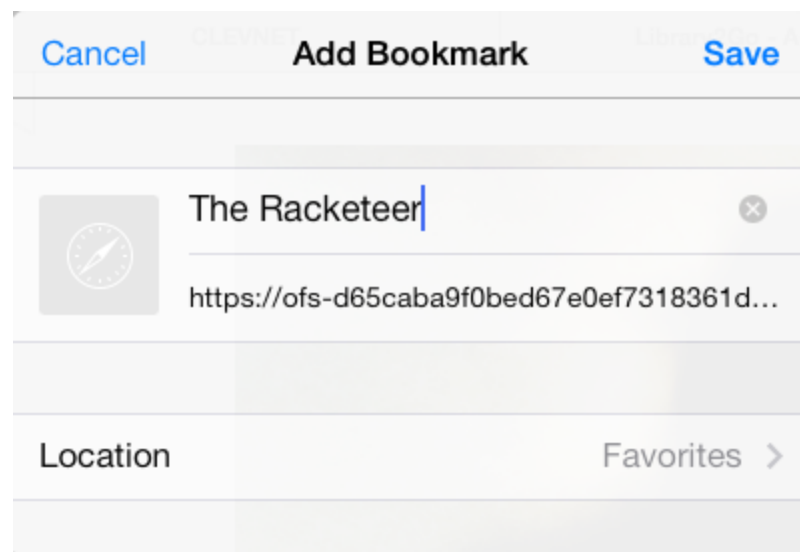 Cancel Add Bookmark Save
The Racketeer
https://ofs-d65caba9f0bed67e0ef7318361d...
Location Favorites